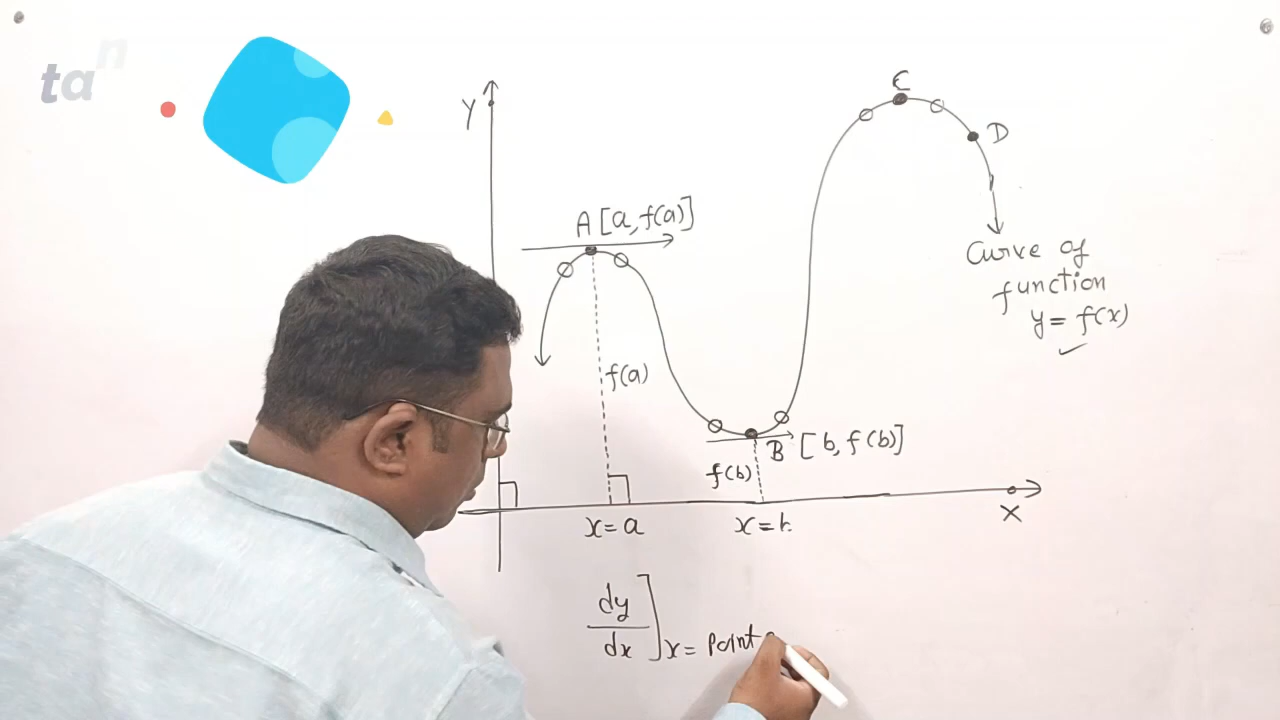 tan
Y
A [a, f(a)]
C
D
Curve of
function
y = f(x)
f(a)
B [b, f(b)]
f(b)
x = a
x =
X
dy
dx
]x = Point